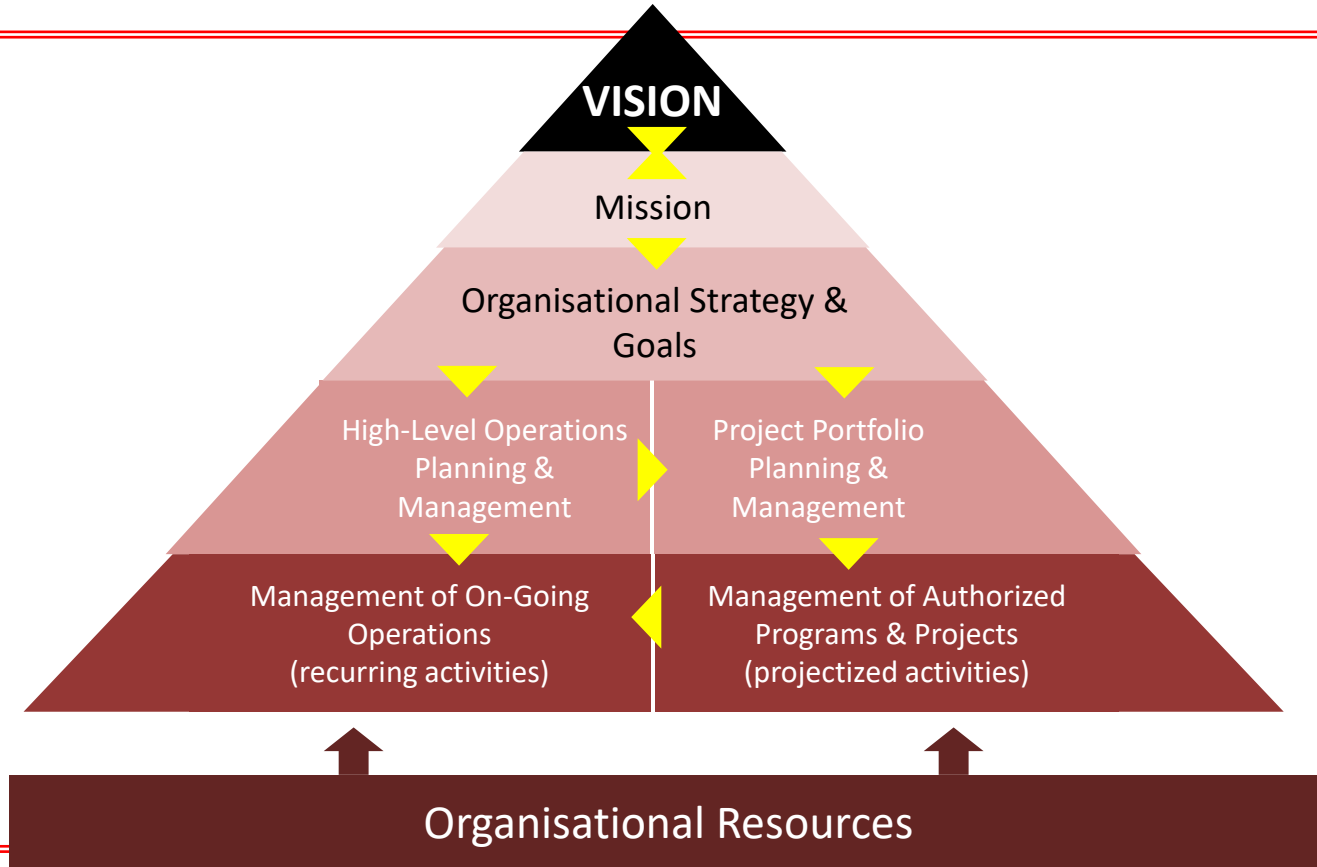 VISION
Mission
Organisational Strategy &
Goals
High-Level Operations
Planning &
Management
Project Portfolio
Planning &
Management
Management of On-Going
Operations
(recurring activities)
Management of Authorized
Programs & Projects
(projectized activities)
Organisational Resources